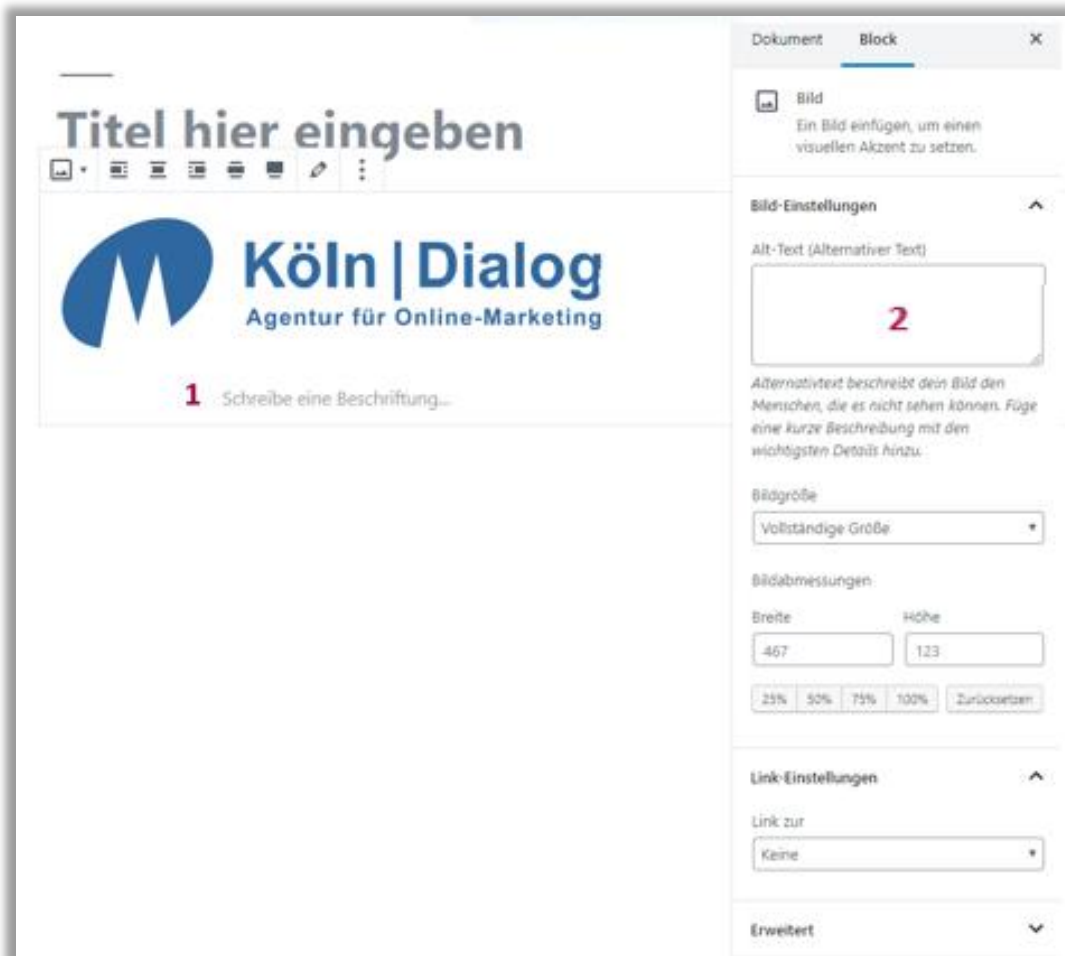 Titel hier eingeben
Köln | Dialog
Agentur für Online-Marketing
1 Schreibe eine Beschriftung...
Dokument Block ×
Bild
Ein Bild einfügen, um einen
visuellen Akzent zu setzen.
Bild-Einstellungen
Alt-Text (Alternativer Text)
2
Alternativtext beschreibt dein Bild den
Menschen, die es nicht sehen können. Füge
eine kurze Beschreibung mit den
wichtigsten Details hinzu.
Bildgröße
Vollständige Größe
Bildabmessungen
Breite Höhe
467 123
25% 50% 75% 100% Zurücksetzen
Link-Einstellungen
Link zur
Keine
Erweitert